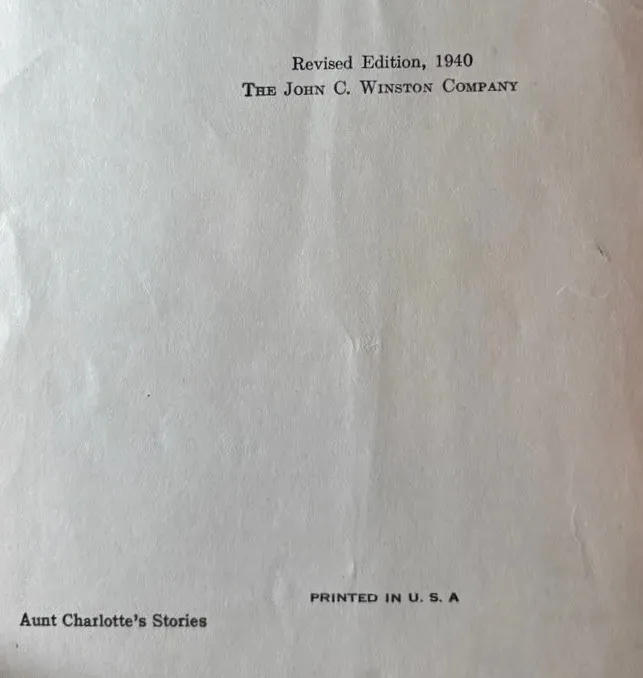 Revised Edition, 1940
The John C. Winston Company
PRINTED IN U. S. A
Aunt Charlotte's Stories